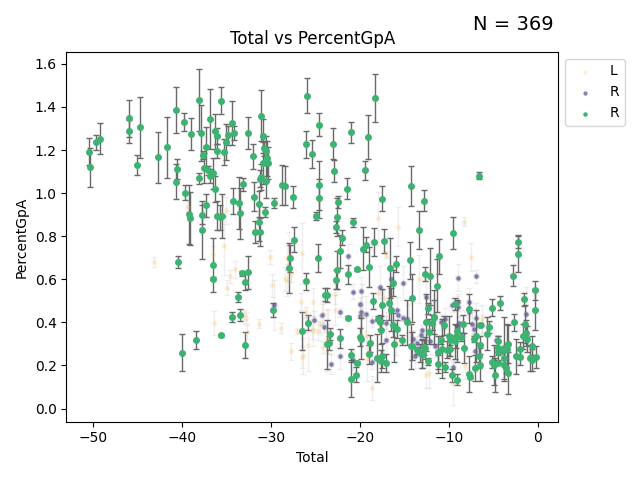 N = 369
Total vs PercentGpA
L
R
R
PercentGpA
1.6
1.4
1.2
1.0
0.8
0.6
0.4
0.2
0.0
−50 −40 −30 −20 −10 0
Total